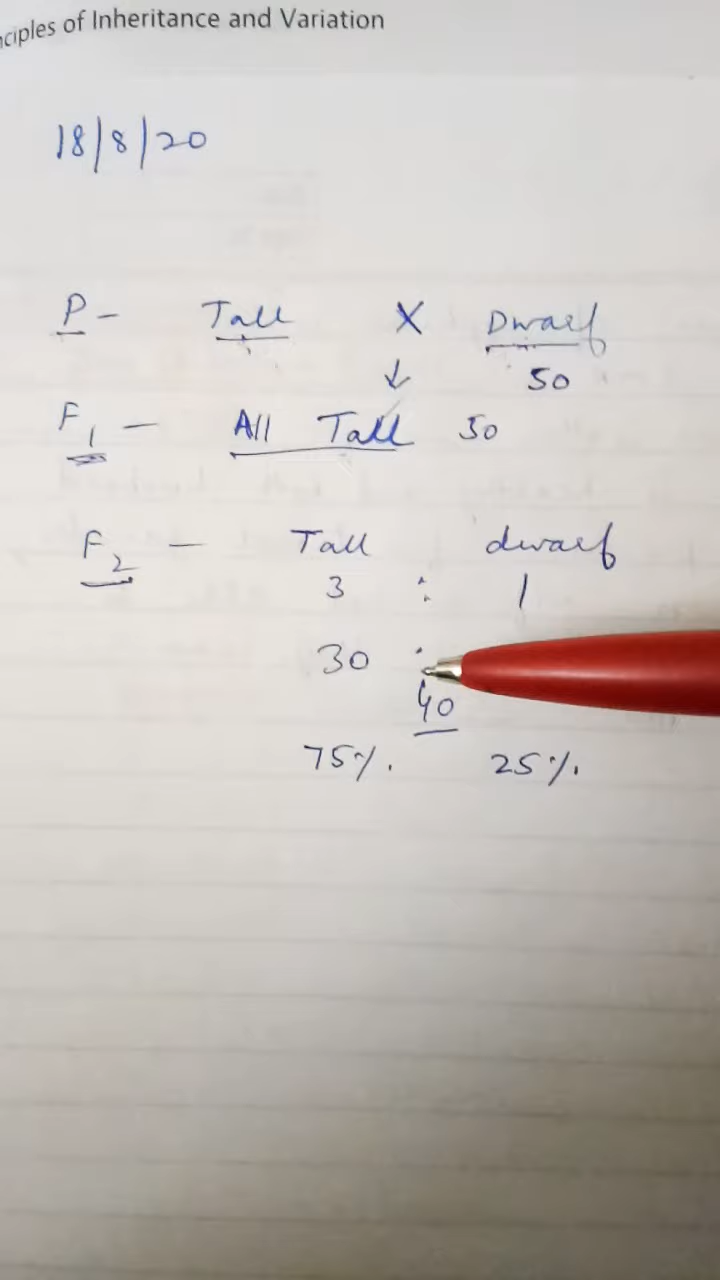 nciples of Inheritance and Variation
18/8/20
P - Tall X Dwarf
↓ 50
F1 - All Tall 50
F2 - Tall dwarf
3 : 1
30 :
40
75%. 25%.